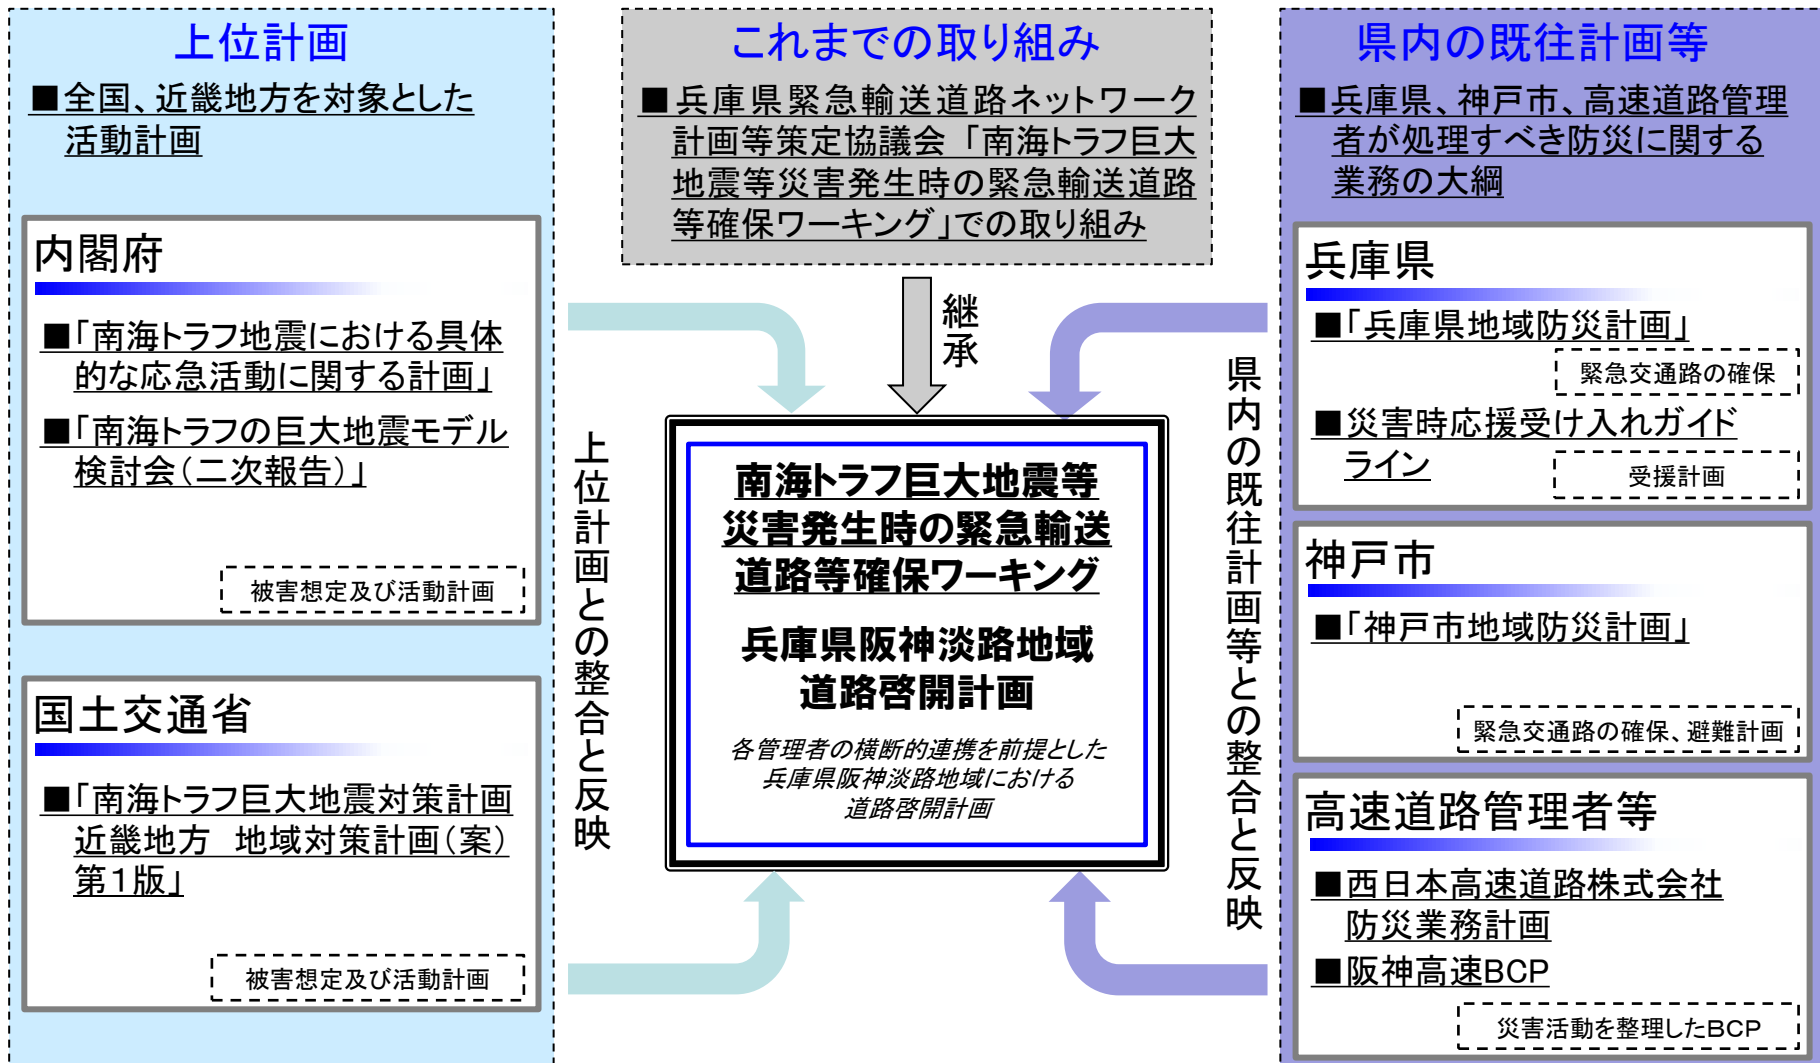 上位計画
■全国、近畿地方を対象とした
活動計画
内閣府
■「南海トラフ地震における具体
的な応急活動に関する計画」
■「南海トラフの巨大地震モデル
検討会（二次報告）」
被害想定及び活動計画
国土交通省
■「南海トラフ巨大地震対策計画
近畿地方　地域対策計画（案）
第１版」
被害想定及び活動計画
これまでの取り組み
■兵庫県緊急輸送道路ネットワーク
計画等策定協議会「南海トラフ巨大
地震等災害発生時の緊急輸送道路
等確保ワーキング」での取り組み
継承
上位計画との整合と反映
南海トラフ巨大地震等
災害発生時の緊急輸送
道路等確保ワーキング
兵庫県阪神淡路地域
道路啓開計画
各管理者の横断的連携を前提とした
兵庫県阪神淡路地域における
道路啓開計画
県内の既往計画等との整合と反映
県内の既往計画等
■兵庫県、神戸市、高速道路管理
者が処理すべき防災に関する
業務の大綱
兵庫県
■「兵庫県地域防災計画」
緊急交通路の確保
■災害時応援受け入れガイド
ライン
受援計画
神戸市
■「神戸市地域防災計画」
緊急交通路の確保、避難計画
高速道路管理者等
■西日本高速道路株式会社
防災業務計画
■阪神高速BCP
災害活動を整理したＢＣＰ